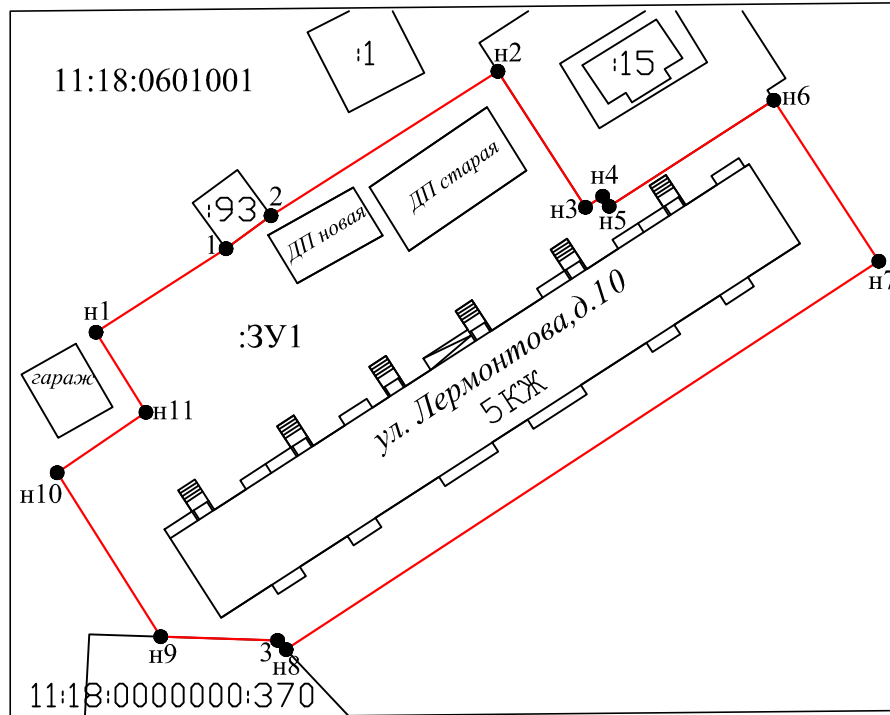 :1
н2
:15
11:18:0601001
н6
ДП старая
:93
2
н4
н3
н5
ДП новая
1
н7
н1
:ЗУ1
ул. Лермонтова,д.10
гараж
5КЖ
н11
н10
н9
3
н8
11:18:0000000:370